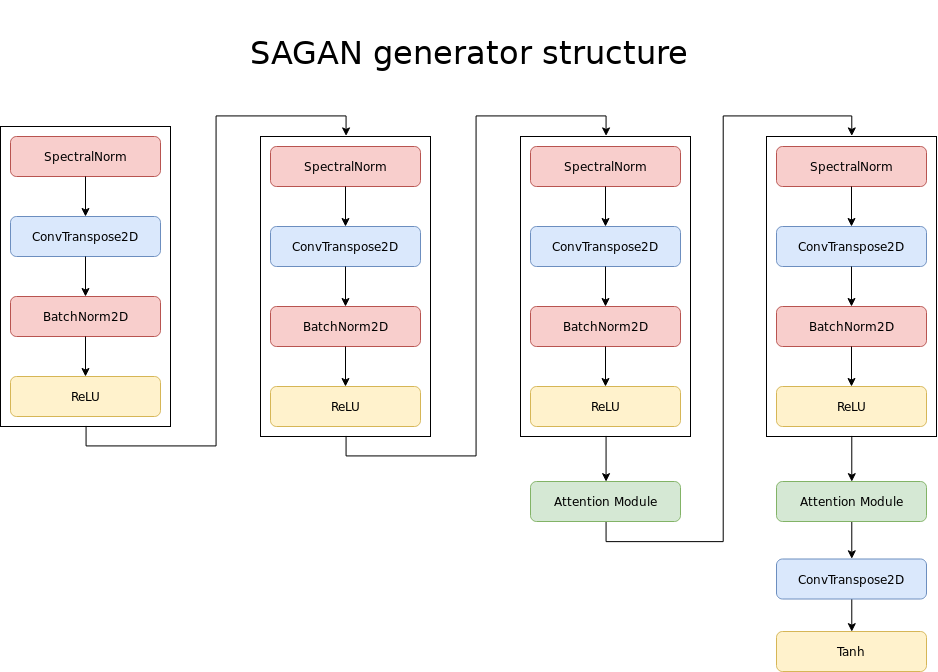 SAGAN generator structure
SpectralNorm
ConvTranspose2D
BatchNorm2D
ReLU
SpectralNorm
ConvTranspose2D
BatchNorm2D
ReLU
SpectralNorm
ConvTranspose2D
BatchNorm2D
ReLU
Attention Module
SpectralNorm
ConvTranspose2D
BatchNorm2D
ReLU
Attention Module
ConvTranspose2D
Tanh